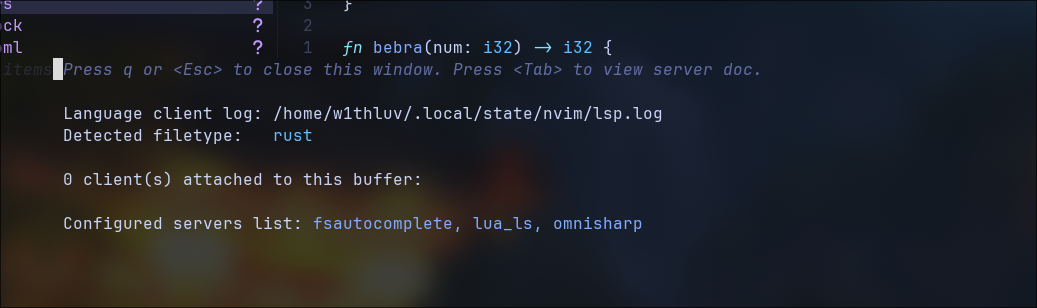 s ? 3 }
ock ? 2
oml ? 1 fn bebra(num: i32) -> i32 {
items Press q or <Esc> to close this window. Press <Tab> to view server doc.
Language client log: /home/w1thluv/.local/state/nvim/lsp.log
Detected filetype: rust
0 client(s) attached to this buffer:
Configured servers list: fsautocomplete, lua_ls, omnisharp